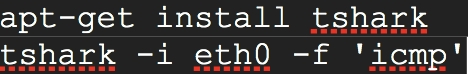 apt-get install tshark
tshark -i eth0 -f 'icmp'